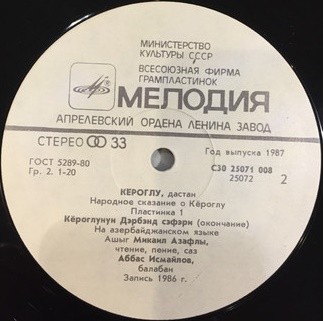 МИНИСТЕРСТВО
КУЛЬТУРЫ СССР
ВСЕСОЮЗНАЯ ФИРМА
ГРАМПЛАСТИНОК
МЕЛОДИЯ
АПРЕЛЕВСКИЙ ОРДЕНА ЛЕНИНА ЗАВОД
СТЕРЕО 33
Год выпуска 1987
ГОСТ 5289-80
Гр. 2. 1-20
С30 25071 008
25072
2
КЁРОГЛУ, дастан
Народное сказание о Кёроглу
Пластинка 1
Кёроглунун Дэрбэнд сэфэри (окончание)
На азербайджанском языке
Ашыг Микаил Азафлы,
чтение, пение, саз
Аббас Исмайлов,
балабан
Запись 1986 г.